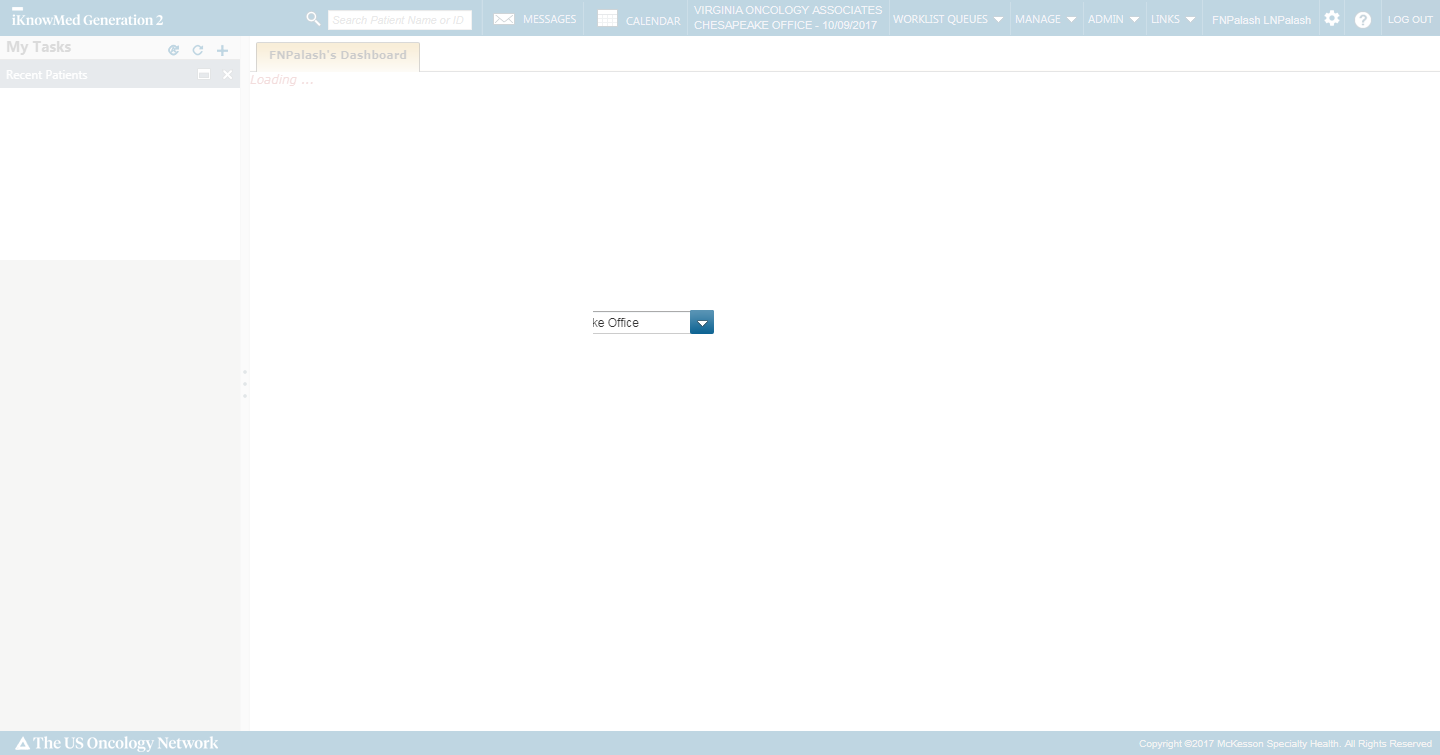 iKnowMed Generation 2
Search Patient Name or ID
MESSAGES
CALENDAR
VIRGINIA ONCOLOGY ASSOCIATES
CHESAPEAKE OFFICE - 10/09/2017
WORKLIST QUEUES
MANAGE
ADMIN
LINKS
FNPalash LNPalash
LOG OUT
My Tasks
Recent Patients
FNPalash's Dashboard
Loading ...
ke Office
The US Oncology Network
Copyright ©2017 McKesson Specialty Health. All Rights Reserved